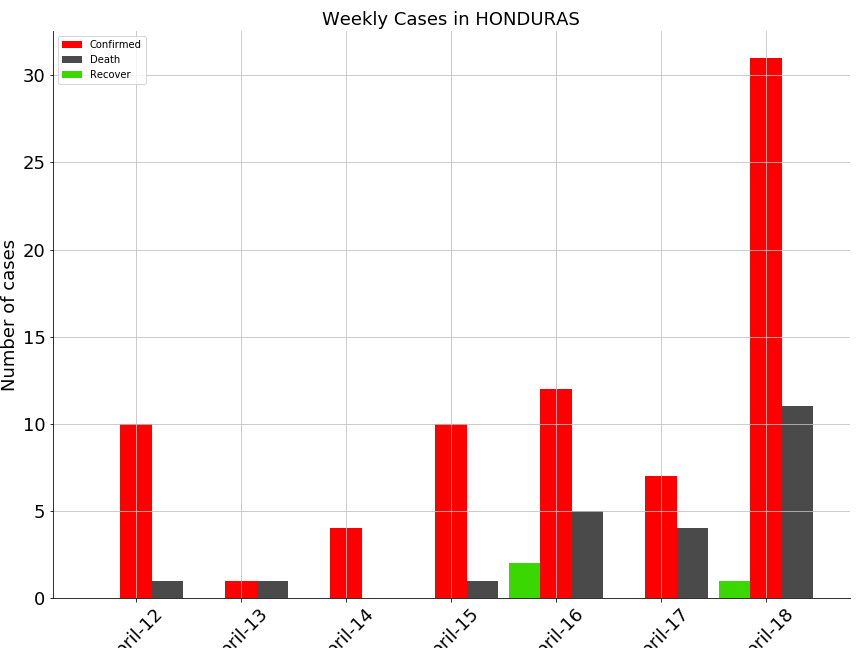 Weekly Cases in HONDURAS
Confirmed
Death
Recover
Number of cases
30
25
20
15
10
5
0
pril-12
pril-13
ril-14
pril-15
pril-16
pril-17
pril-18